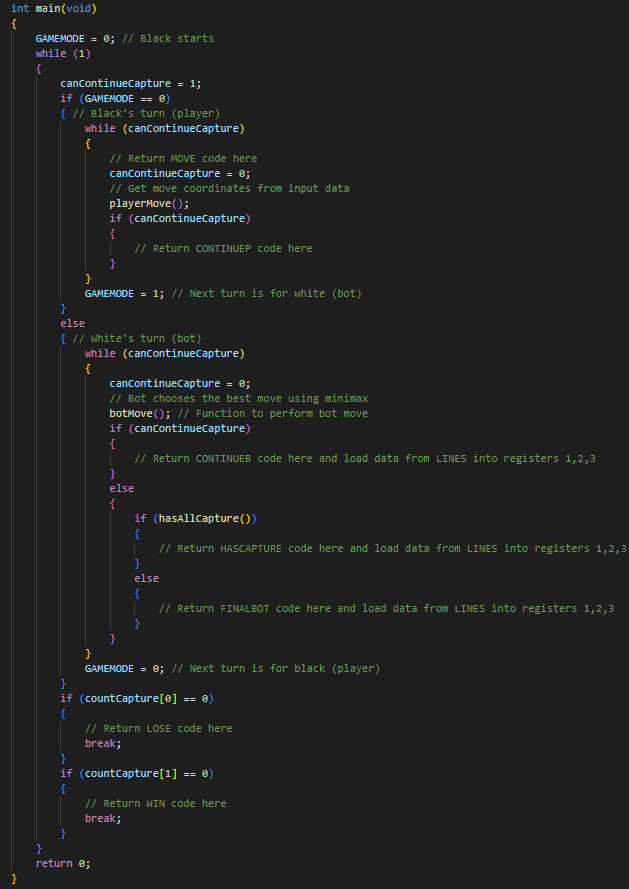 int main(void)
{
    GAMEMODE = 0; // Black starts
    while (1)
    {
        canContinueCapture = 1;
        if (GAMEMODE == 0)
        { // Black's turn (player)
            while (canContinueCapture)
            {
                // Return MOVE code here
                canContinueCapture = 0;
                // Get move coordinates from input data
                playerMove();
                if (canContinueCapture)
                {
                    // Return CONTINUEP code here
                }
            }
            GAMEMODE = 1; // Next turn is for white (bot)
        }
        else
        { // White's turn (bot)
            while (canContinueCapture)
            {
                canContinueCapture = 0;
                // Bot chooses the best move using minimax
                botMove(); // Function to perform bot move
                if (canContinueCapture)
                {
                    // Return CONTINUEB code here and load data from LINES into registers 1,2,3
                }
                else
                {
                    if (hasAllCapture())
                    {
                        // Return HASCAPTURE code here and load data from LINES into registers 1,2,3
                    }
                    else
                    {
                        // Return FINALBOT code here and load data from LINES into registers 1,2,3
                    }
                }
            }
            GAMEMODE = 0; // Next turn is for black (player)
        }
        if (countCapture[0] == 0)
        {
            // Return LOSE code here
            break;
        }
        if (countCapture[1] == 0)
        {
            // Return WIN code here
            break;
        }
    }
    return 0;
}